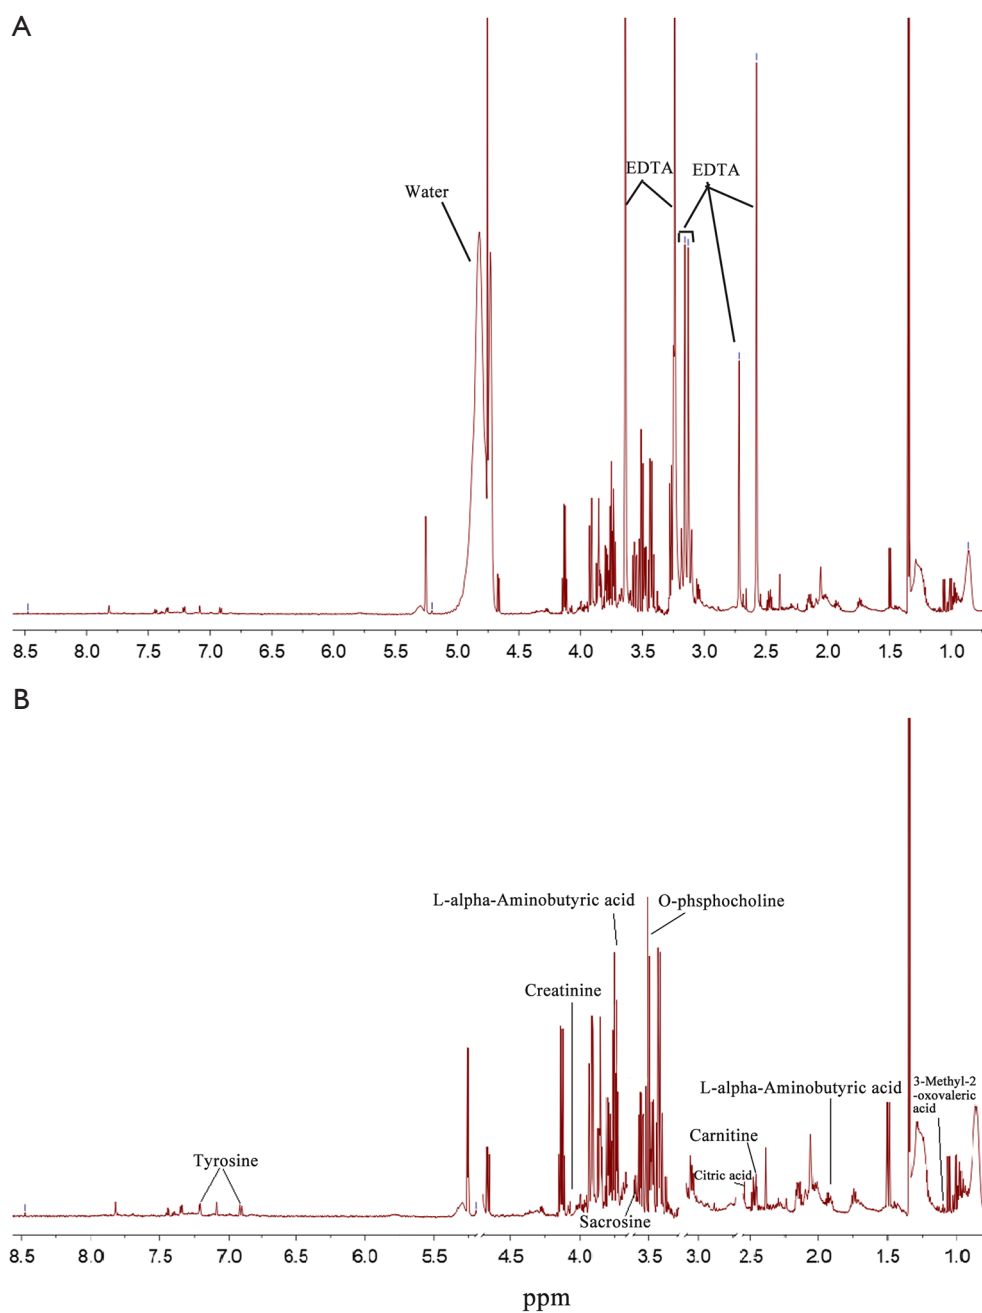 A
EDTA EDTA
Water
8.5 8.0 7.5 7.0 6.5 6.0 5.5 5.0 4.5 4.0 3.5 3.0 2.5 2.0 1.5 1.0
B
L-alpha-Aminobutyric acid O-phsphocholine
Creatinine
L-alpha-Aminobutyric acid
3-Methyl-2
-oxovaleric
acid
Carnitine
Tyrosine
Citric acid
Sacrosine
8.5 8.0 7.5 7.0 6.5 6.0 5.5 4.5 4.0 3.5 3.0 2.0 1.5 1.0
ppm